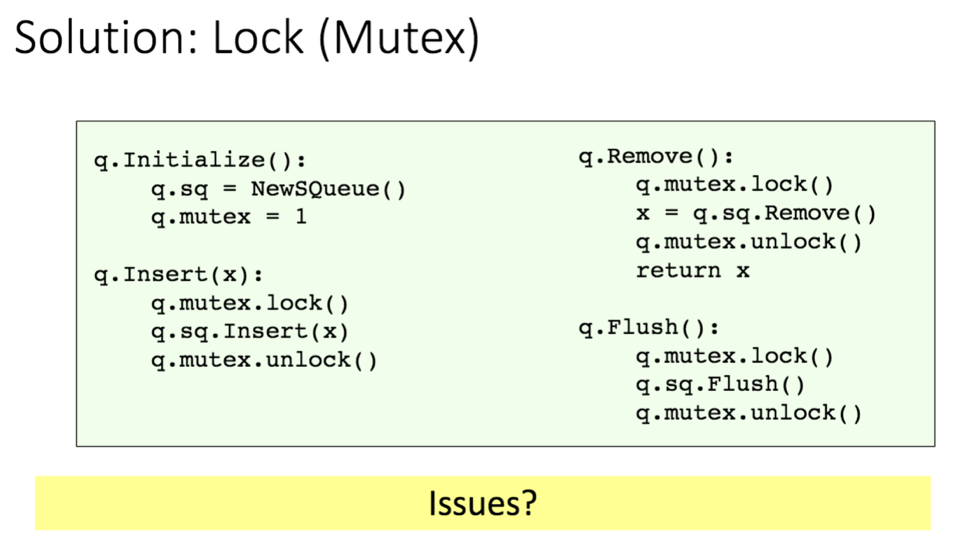 Solution: Lock (Mutex)
q.Initialize():
q.sq = NewSQueue()
q.mutex = 1
q.Insert(x):
q.mutex.lock()
q.sq.Insert(x)
q.mutex.unlock()
q.Remove():
q.mutex.lock()
x = q.sq.Remove()
q.mutex.unlock()
return x
q.Flush():
q.mutex.lock()
q.sq.Flush()
q.mutex.unlock()
Issues?